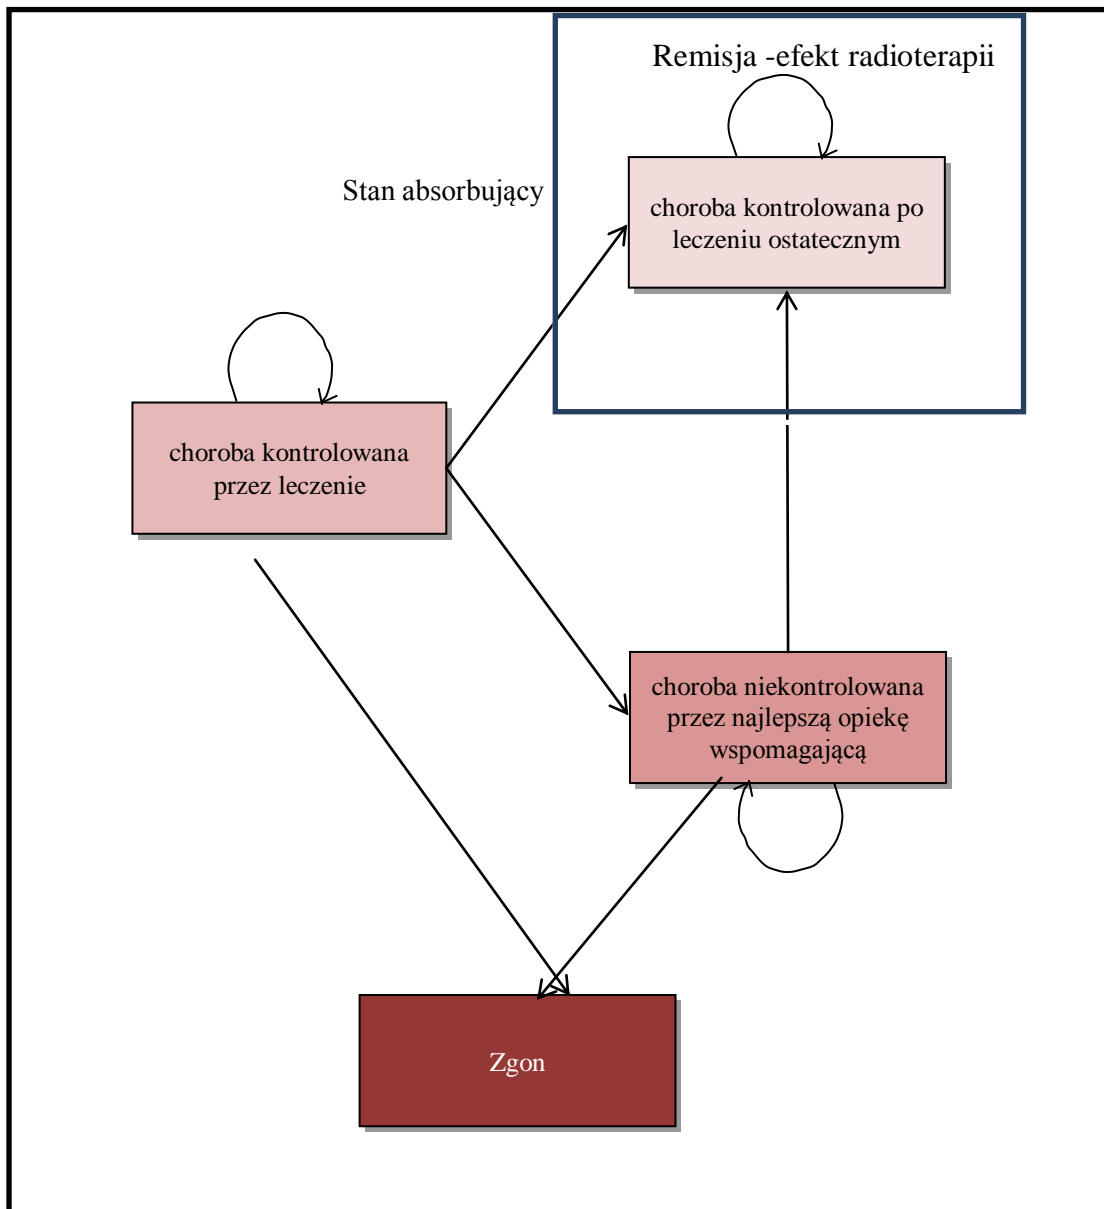 Remisja -efekt radioterapii
Stan absorbujący
choroba kontrolowana po
leczeniu ostatecznym
choroba kontrolowana
przez leczenie
choroba niekontrolowana
przez najlepszą opiekę
wspomagającą
Zgon